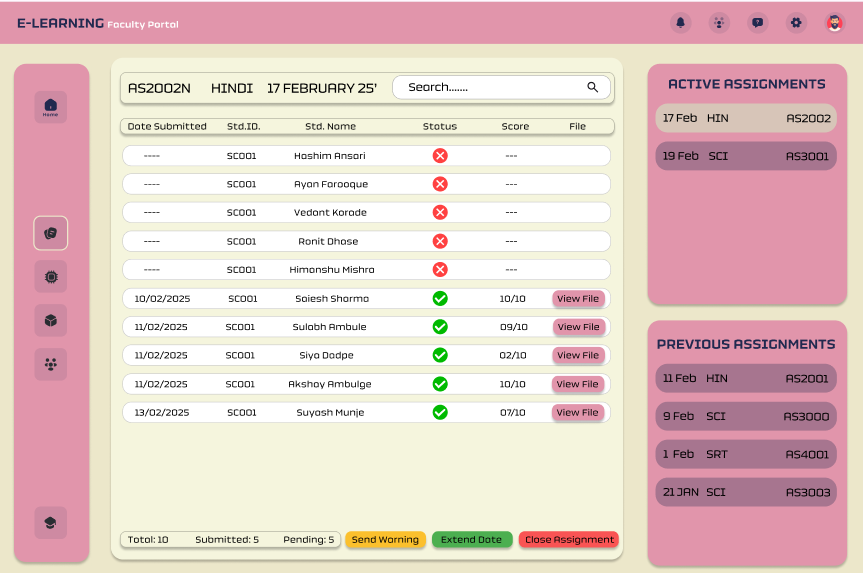 E-LEARNING Faculty Portal
Home
AS2002N HINDI 17 FEBRUARY 25' Search.......
Date Submitted Std.ID. Std. Name Status Score File
---- SC001 Hashim Ansari ---
---- SC001 Ayan Farooque ---
---- SC001 Vedant Korade ---
---- SC001 Ronit Dhase ---
---- SC001 Himanshu Mishra ---
10/02/2025 SC001 Saiesh Sharma 10/10 View File
11/02/2025 SC001 Sulabh Ambule 09/10 View File
11/02/2025 SC001 Siya Dadpe 02/10 View File
11/02/2025 SC001 Akshay Ambulge 10/10 View File
13/02/2025 SC001 Suyash Munje 07/10 View File
Total: 10 Submitted: 5 Pending: 5 Send Warning Extend Date Close Assignment
ACTIVE ASSIGNMENTS
17 Feb HIN AS2002
19 Feb SCI AS3001
PREVIOUS ASSIGNMENTS
11 Feb HIN AS2001
9 Feb SCI AS3000
1 Feb SRT AS4001
21 JAN SCI AS3003